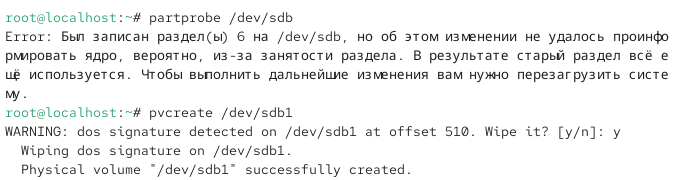 root@localhost:~# partprobe /dev/sdb
Error: Был записан раздел(ы) 6 на /dev/sdb, но об этом изменении не удалось проинфо
рмировать ядро, вероятно, из-за занятости раздела. В результате старый раздел всё е
щё используется. Чтобы выполнить дальнейшие изменения вам нужно перезагрузить систе
му.
root@localhost:~# pvcreate /dev/sdb1
WARNING: dos signature detected on /dev/sdb1 at offset 510. Wipe it? [y/n]: y
  Wiping dos signature on /dev/sdb1.
  Physical volume "/dev/sdb1" successfully created.